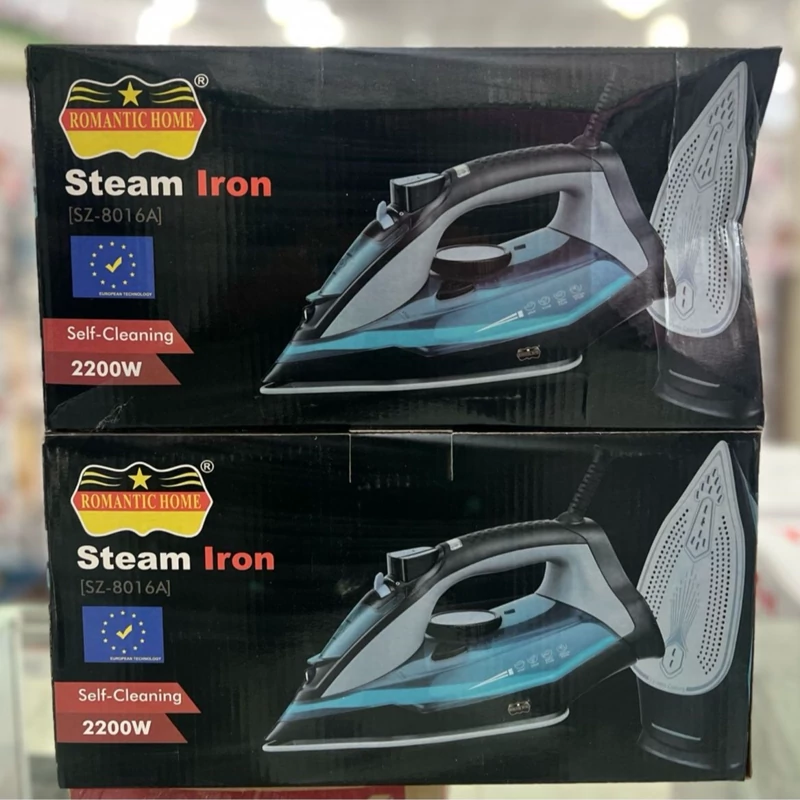 ROMANTIC HOME
®
Steam Iron
[SZ-8016A]
EUROPEAN TECHNOLOGY
Self-Cleaning
2200W
ROMANTIC HOME
®
Steam Iron
[SZ-8016A]
EUROPEAN TECHNOLOGY
Self-Cleaning
2200W